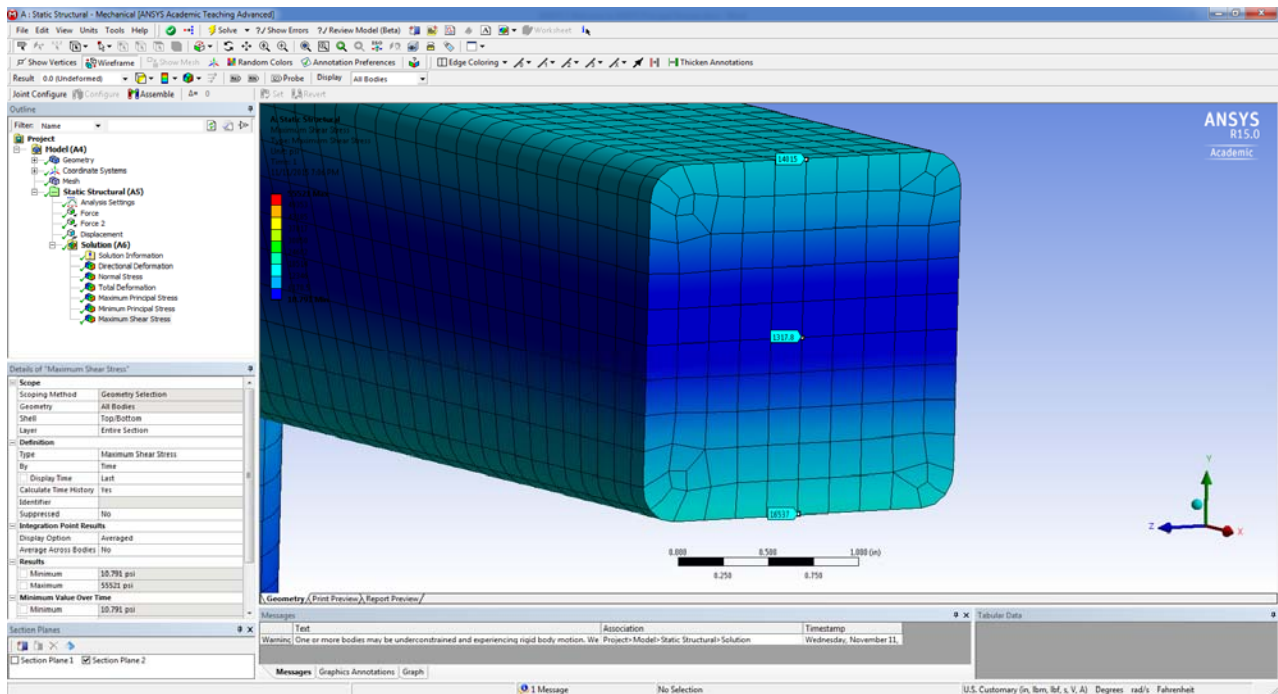 A : Static Structural - Mechanical [ANSYS Academic Teaching Advanced]
File Edit View Units Tools Help Solve ?/ Show Errors ?./ Review Model (Beta) A Worksheet
Show Vertices Wireframe Show Mesh Random Colors Annotation Preferences Edge Coloring Thicken Annotations
Result 0.0 (Undeformed) Probe Display All Bodies
Joint Configure Configure Assemble Δ= 0 Set Revert
Outline
Filter: Name
Project
Model (A4)
Geometry
Coordinate Systems
Mesh
Static Structural (A5)
Analysis Settings
Force
Force 2
Displacement
Solution (A6)
Solution Information
Directional Deformation
Normal Stress
Total Deformation
Maximum Principal Stress
Minimum Principal Stress
Maximum Shear Stress
Details of "Maximum Shear Stress"
Scope
Scoping Method Geometry Selection
Geometry All Bodies
Shell Top/Bottom
Layer Entire Section
Definition
Type Maximum Shear Stress
By Time
Display Time Last
Calculate Time History Yes
Identifier
Suppressed No
Integration Point Results
Display Option Averaged
Average Across Bodies No
Results
Minimum 10.791 psi
Maximum 55521 psi
Minimum Value Over Time
Minimum 10.791 psi
Section Planes
Section Plane 1 Section Plane 2
A: Static Structural
Maximum Shear Stress
Type: Maximum Shear Stress
ANSYS
R15.0
Academic
14015
1317.8
16537
0.000 0.500 1.000 (in)
0.250 0.750
Y
Z X
Geometry Print Preview Report Preview
Messages
Text Association Timestamp
Warning One or more bodies may be underconstrained and experiencing rigid body motion. We Project>Model>Static Structural>Solution Wednesday, November 11,
Messages Graphics Annotations Graph
Tabular Data
1 Message No Selection U.S. Customary (in, lbm, lbf, s, V, A) Degrees rad/s Fahrenheit